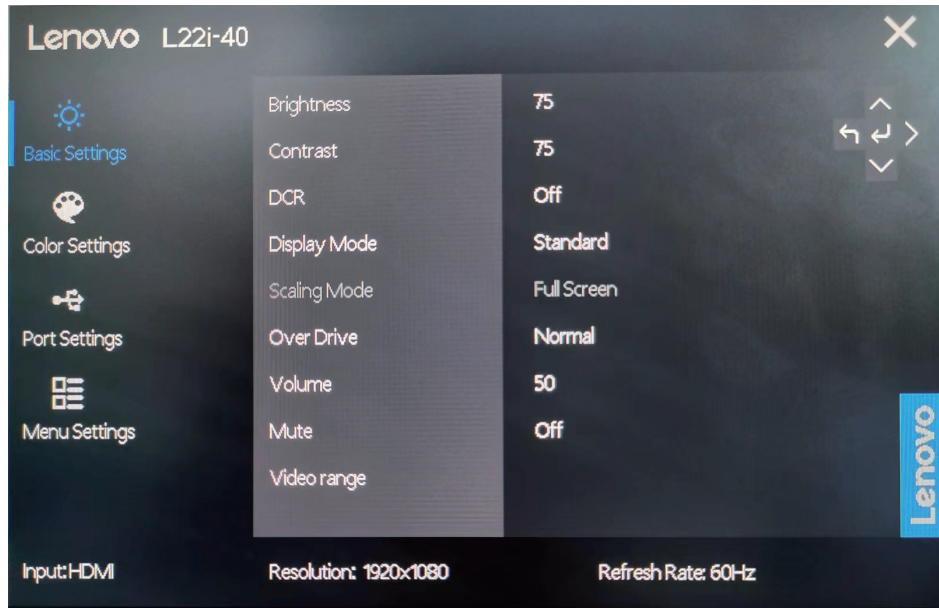 Lenovo L22i-40
Basic Settings
Color Settings
Port Settings
Menu Settings
Brightness 75
Contrast 75
DCR Off
Display Mode Standard
Scaling Mode Full Screen
Over Drive Normal
Volume 50
Mute Off
Video range
Lenovo
Input:HDMI Resolution: 1920x1080 Refresh Rate: 60Hz